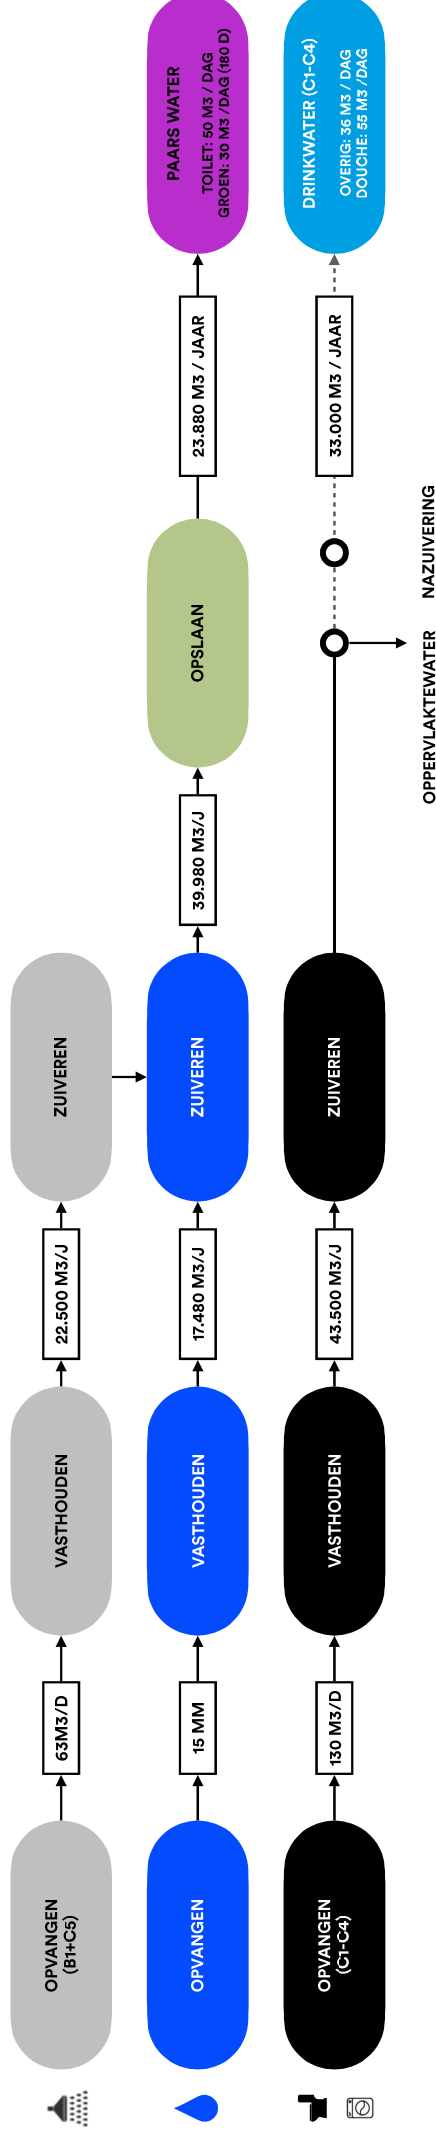 OPVANGEN
(B1+C5)
63M3/D
VASTHOUDEN
22.500 M3/J
ZUIVEREN
OPVANGEN
15 MM
VASTHOUDEN
17.480 M3/J
ZUIVEREN
39.980 M3/J
OPSLAAN
23.880 M3 / JAAR
PAARS WATER
TOILET: 50 M3 / DAG
GROEN: 30 M3 /DAG (180 D)
OPVANGEN
(C1-C4)
130 M3/D
VASTHOUDEN
43.500 M3/J
ZUIVEREN
33.000 M3 / JAAR
DRINKWATER (C1-C4)
OVERIG: 36 M3 / DAG
DOUCHE: 55 M3 /DAG
OPPERVLAKTEWATER
NAZUIVERING